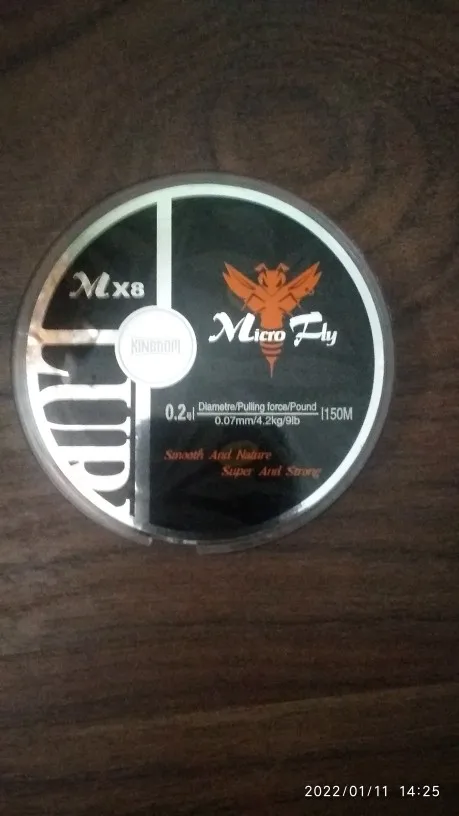 M X8
KINGDOM
Micro Fly
Diametre/Pulling force/Pound
0.2 150M
0.07mm/4.2kg/9lb
Smooth And Nature
Super And Strong
2022/01/11 14:25